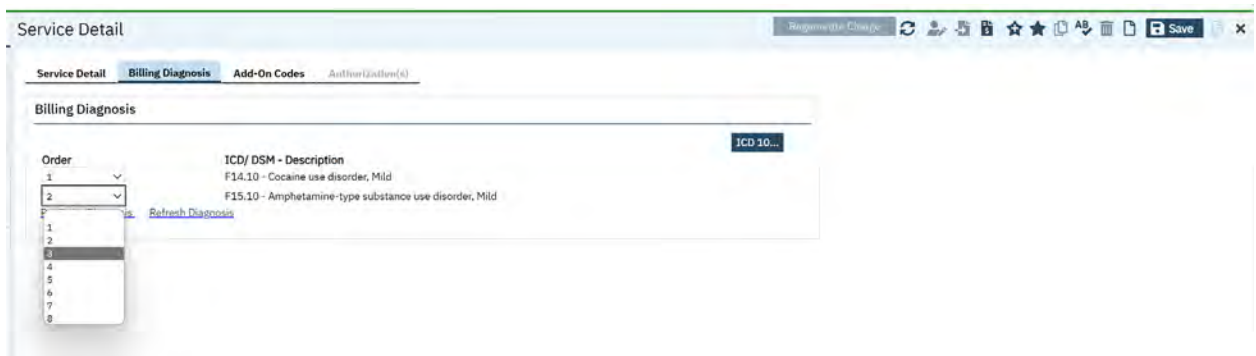 Service Detail
Regenerate Charge
Save
Service Detail Billing Diagnosis Add-On Codes Authorization(s)
Billing Diagnosis
ICD 10...
Order ICD/ DSM - Description
1 F14.10 - Cocaine use disorder, Mild
2 F15.10 - Amphetamine-type substance use disorder, Mild
Refresh Diagnosis
1
2
3
4
5
6
7
8